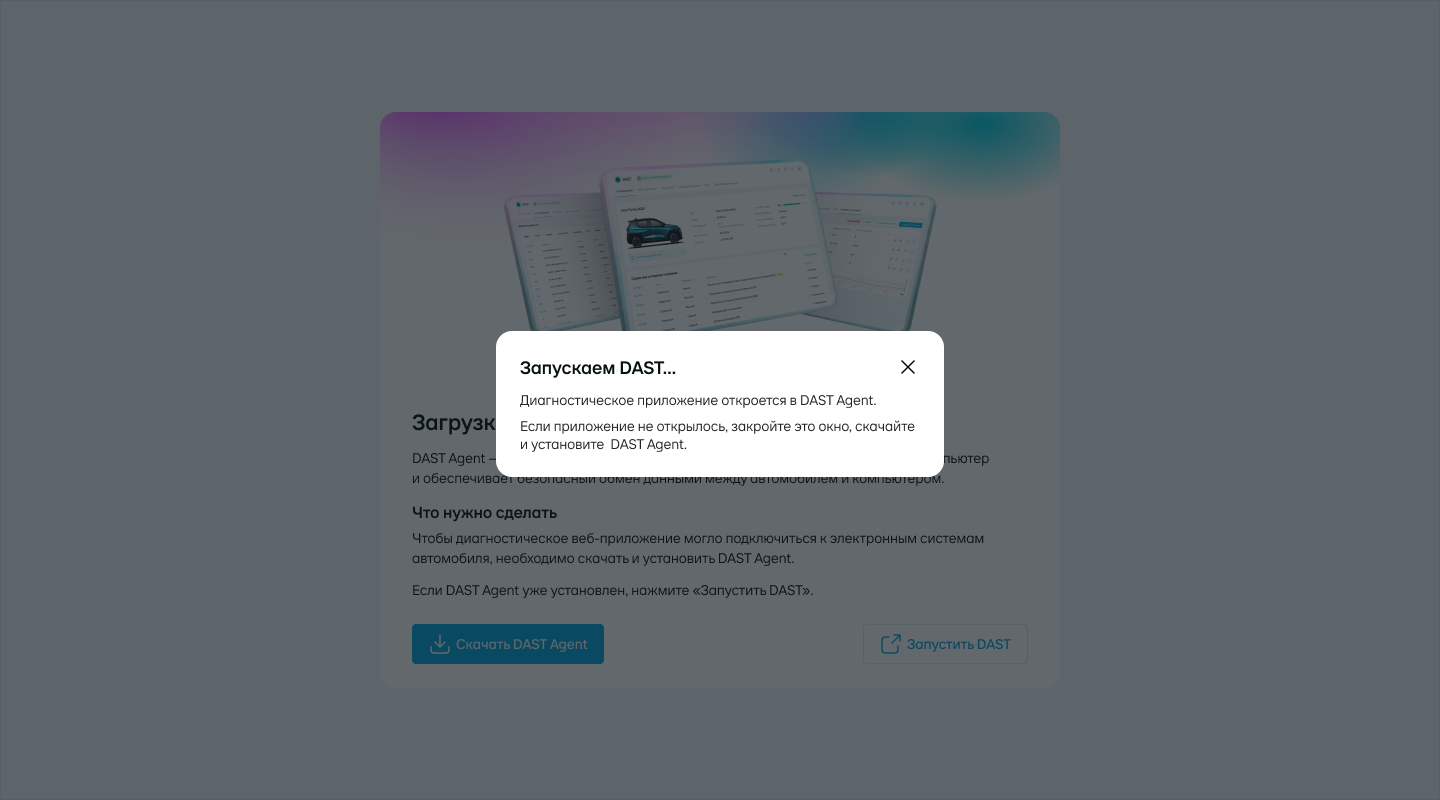 Запускаем DAST...
Диагностическое приложение откроется в DAST Agent.
Если приложение не открылось, закройте это окно, скачайте
и установите DAST Agent.
Загрузк
DAST Agent – пьютер
и обеспечивает безопасный обмен данными между автомобилем и компьютером.
Что нужно сделать
Чтобы диагностическое веб-приложение могло подключиться к электронным системам
автомобиля, необходимо скачать и установить DAST Agent.
Если DAST Agent уже установлен, нажмите «Запустить DAST».
Скачать DAST Agent
Запустить DAST